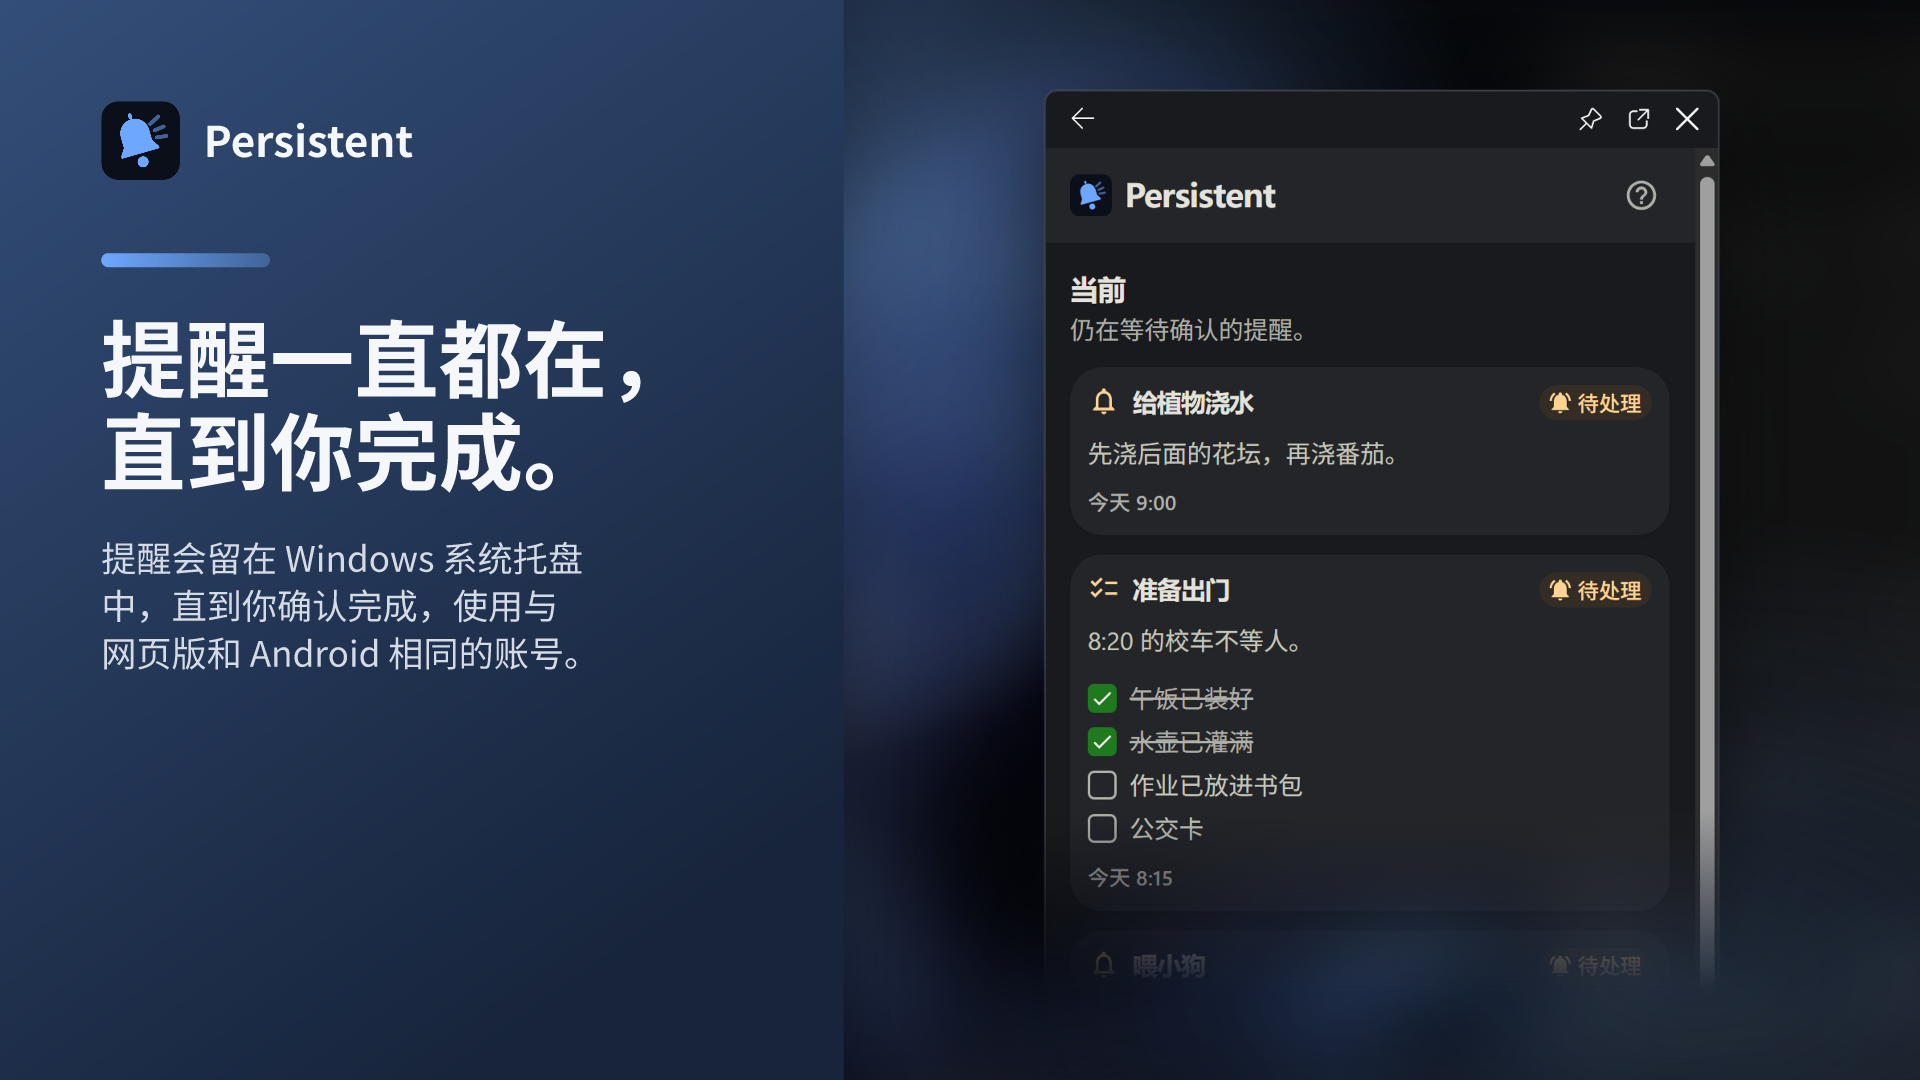 Persistent
提醒一直都在，
直到你完成。
提醒会留在 Windows 系统托盘
中，直到你确认完成，使用与
网页版和 Android 相同的账号。
Persistent
当前
仍在等待确认的提醒。
给植物浇水
待处理
先浇后面的花坛，再浇番茄。
今天 9:00
准备出门
待处理
8:20 的校车不等人。
午饭已装好
水壶已灌满
作业已放进书包
公交卡
今天 8:15
喂小狗
待处理